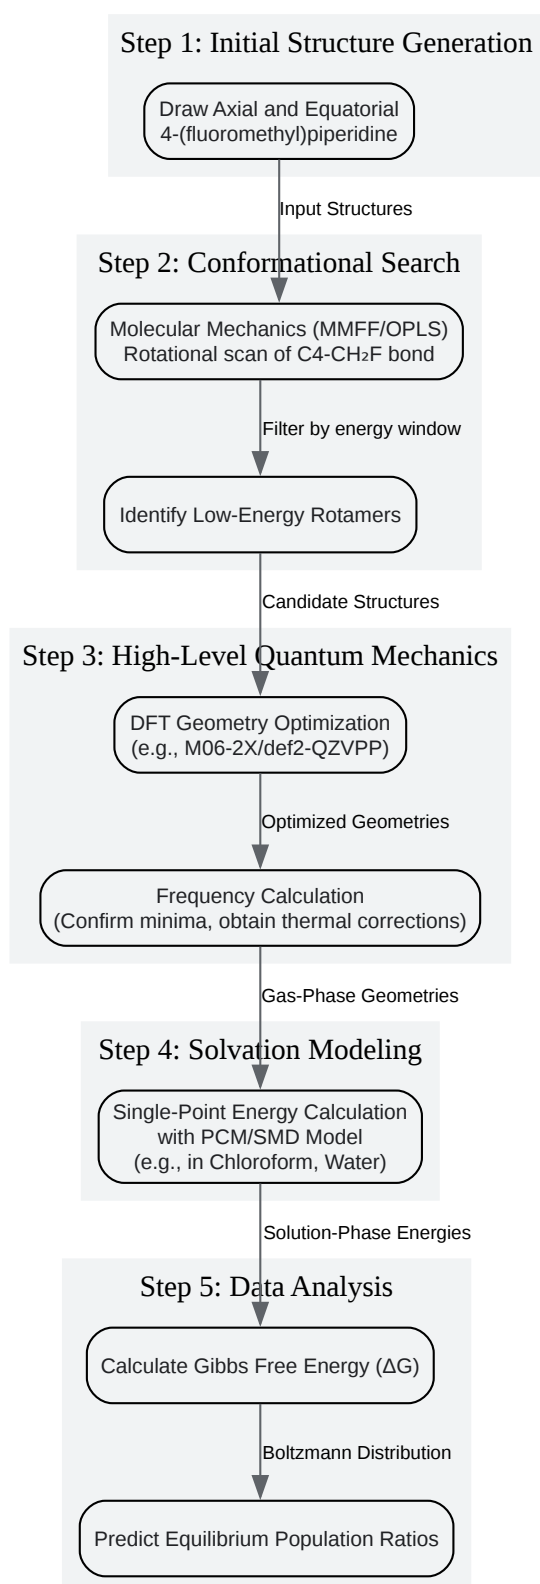 Step 1: Initial Structure Generation
Draw Axial and Equatorial
4-(fluoromethyl)piperidine
Input Structures
Step 2: Conformational Search
Molecular Mechanics (MMFF/OPLS)
Rotational scan of C4-CH₂F bond
Filter by energy window
Identify Low-Energy Rotamers
Candidate Structures
Step 3: High-Level Quantum Mechanics
DFT Geometry Optimization
(e.g., M06-2X/def2-QZVPP)
Optimized Geometries
Frequency Calculation
(Confirm minima, obtain thermal corrections)
Gas-Phase Geometries
Step 4: Solvation Modeling
Single-Point Energy Calculation
with PCM/SMD Model
(e.g., in Chloroform, Water)
Solution-Phase Energies
Step 5: Data Analysis
Calculate Gibbs Free Energy (ΔG)
Boltzmann Distribution
Predict Equilibrium Population Ratios